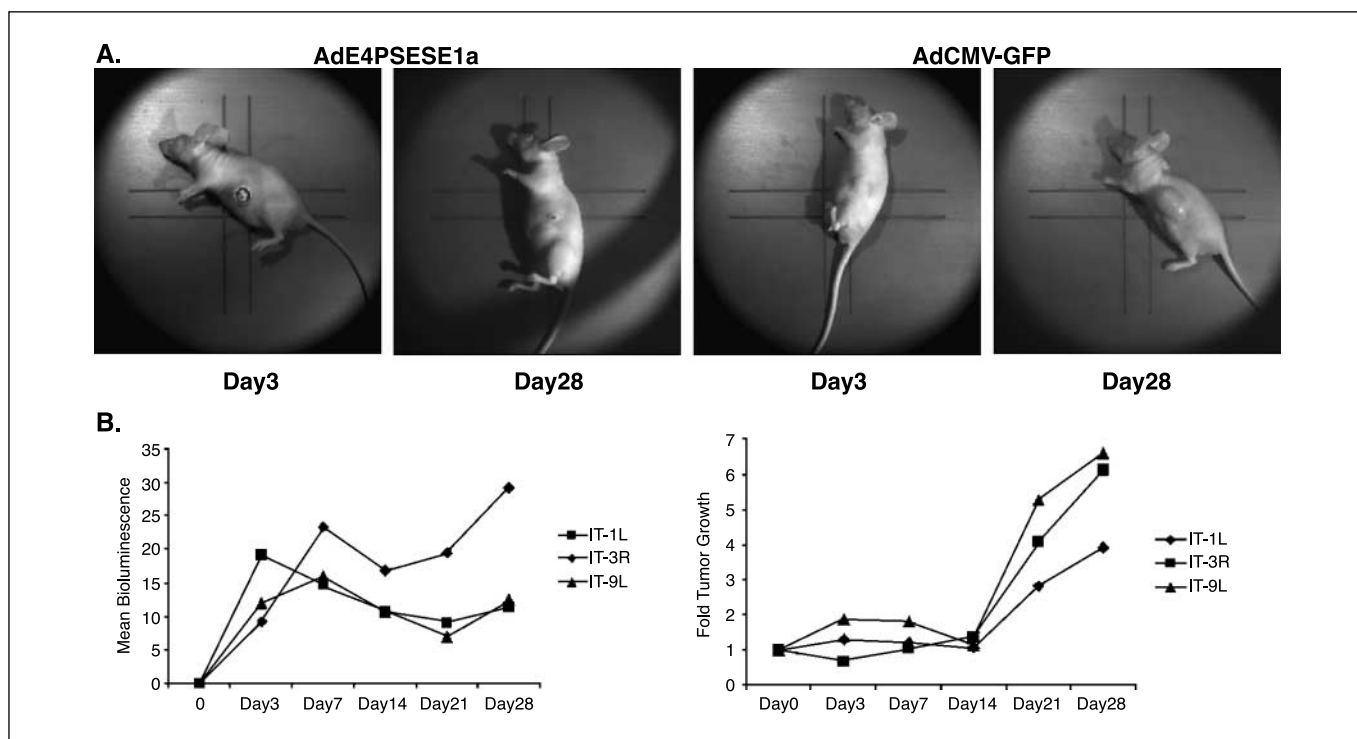 A. AdE4PSESE1a AdCMV-GFP
Day3 Day28 Day3 Day28
B.
35
30
25
20
15
10
5
0
Mean Bioluminescence
0 Day3 Day7 Day14 Day21 Day28
IT-1L
IT-3R
IT-9L
7
6
5
4
3
2
1
0
Fold Tumor Growth
Day0 Day3 Day7 Day14 Day21 Day28
IT-1L
IT-3R
IT-9L